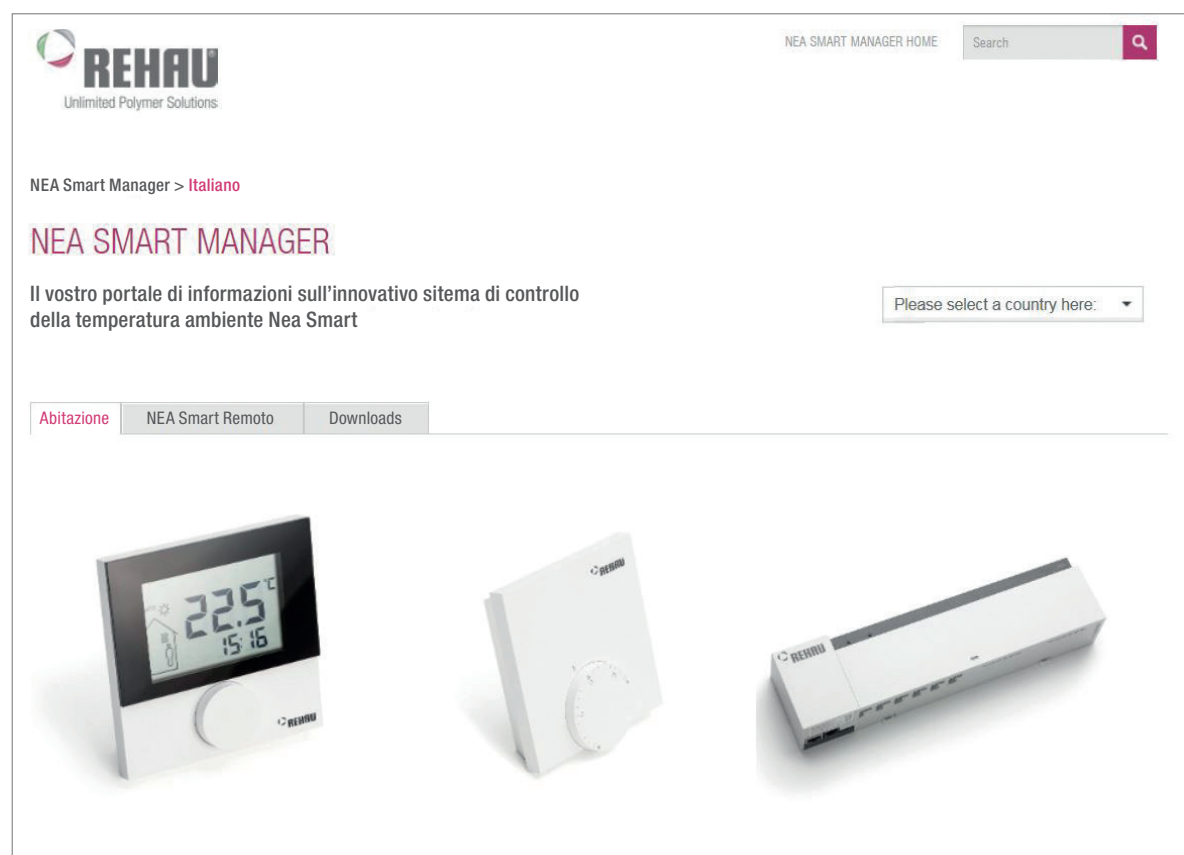 REHAU
Unlimited Polymer Solutions
NEA SMART MANAGER HOME
Search
NEA Smart Manager > Italiano
NEA SMART MANAGER
Il vostro portale di informazioni sull'innovativo sitema di controllo
della temperatura ambiente Nea Smart
Please select a country here:
Abitazione
NEA Smart Remoto
Downloads
22.5 °C
15:16
REHAU
REHAU
REHAU